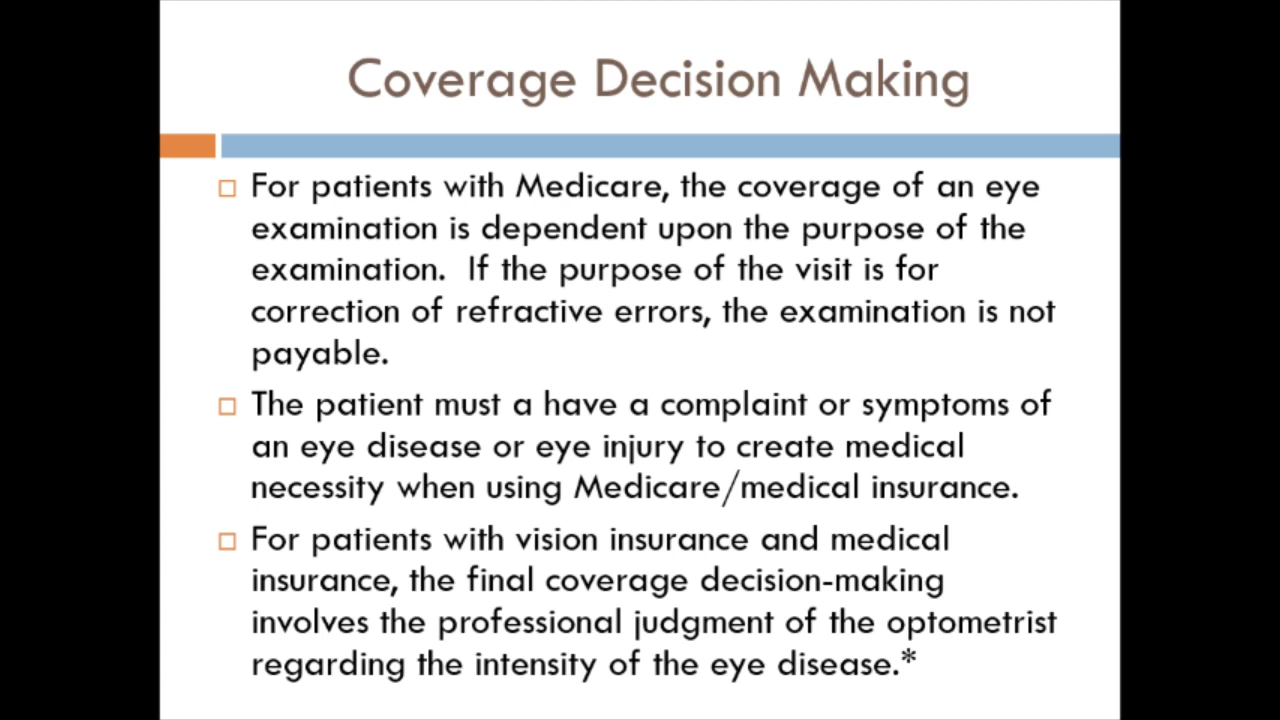 Coverage Decision Making
For patients with Medicare, the coverage of an eye
examination is dependent upon the purpose of the
examination.  If the purpose of the visit is for
correction of refractive errors, the examination is not
payable.
The patient must a have a complaint or symptoms of
an eye disease or eye injury to create medical
necessity when using Medicare/medical insurance.
For patients with vision insurance and medical
insurance, the final coverage decision-making
involves the professional judgment of the optometrist
regarding the intensity of the eye disease.*